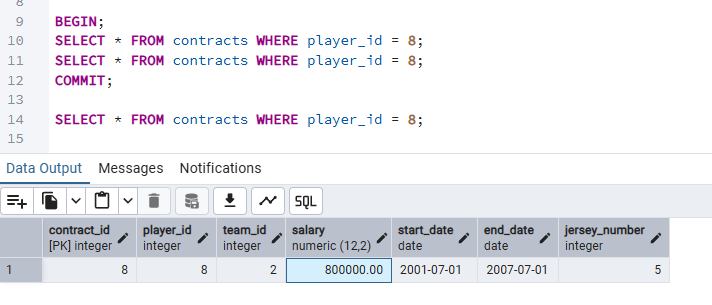 8
9 BEGIN;
10 SELECT * FROM contracts WHERE player_id = 8;
11 SELECT * FROM contracts WHERE player_id = 8;
12 COMMIT;
13
14 SELECT * FROM contracts WHERE player_id = 8;
15
Data Output Messages Notifications
SQL
contract_id player_id team_id salary start_date end_date jersey_number
[PK] integer integer integer numeric (12,2) date date integer
1 8 8 2 800000.00 2001-07-01 2007-07-01 5